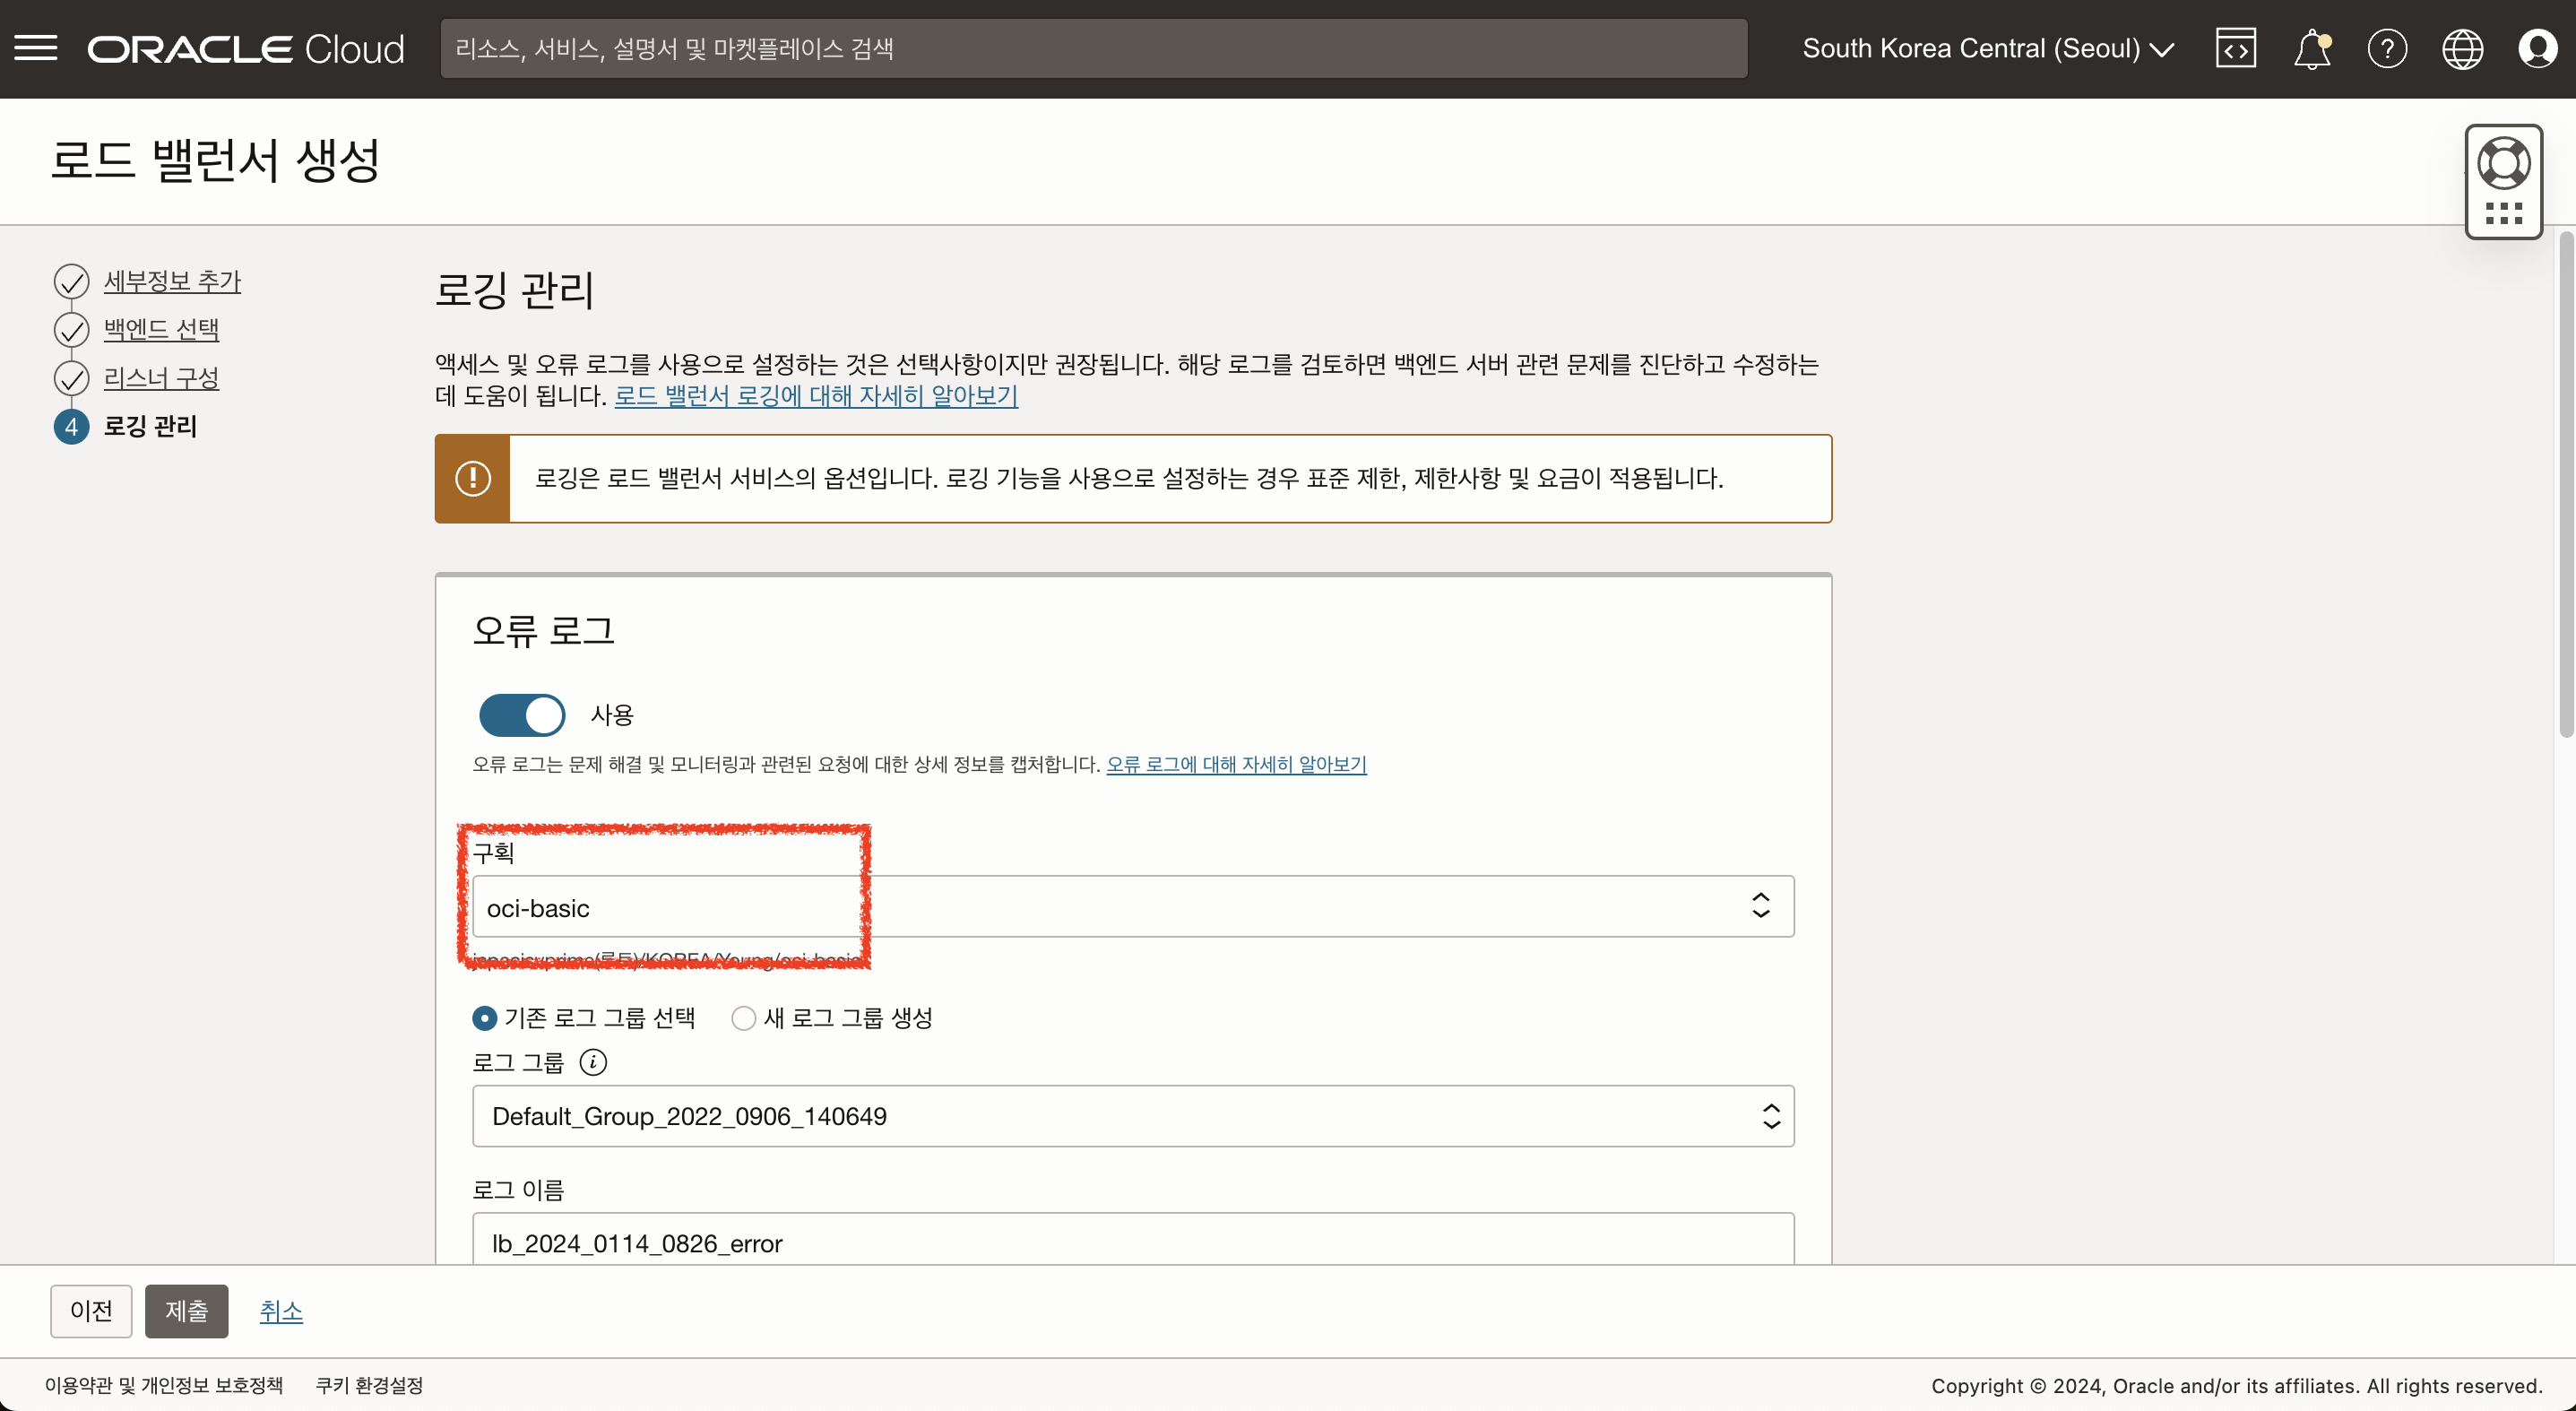 ORACLE Cloud
리소스, 서비스, 설명서 및 마켓플레이스 검색
South Korea Central (Seoul)
로드 밸런서 생성
세부정보 추가
백엔드 선택
리스너 구성
4 로깅 관리
로깅 관리
액세스 및 오류 로그를 사용으로 설정하는 것은 선택사항이지만 권장됩니다. 해당 로그를 검토하면 백엔드 서버 관련 문제를 진단하고 수정하는
데 도움이 됩니다. 로드 밸런서 로깅에 대해 자세히 알아보기
로깅은 로드 밸런서 서비스의 옵션입니다. 로깅 기능을 사용으로 설정하는 경우 표준 제한, 제한사항 및 요금이 적용됩니다.
오류 로그
사용
오류 로그는 문제 해결 및 모니터링과 관련된 요청에 대한 상세 정보를 캡처합니다. 오류 로그에 대해 자세히 알아보기
구획
oci-basic
기존 로그 그룹 선택
새 로그 그룹 생성
로그 그룹
Default_Group_2022_0906_140649
로그 이름
lb_2024_0114_0826_error
이전
제출
취소
이용약관 및 개인정보 보호정책
쿠키 환경설정
Copyright © 2024, Oracle and/or its affiliates. All rights reserved.